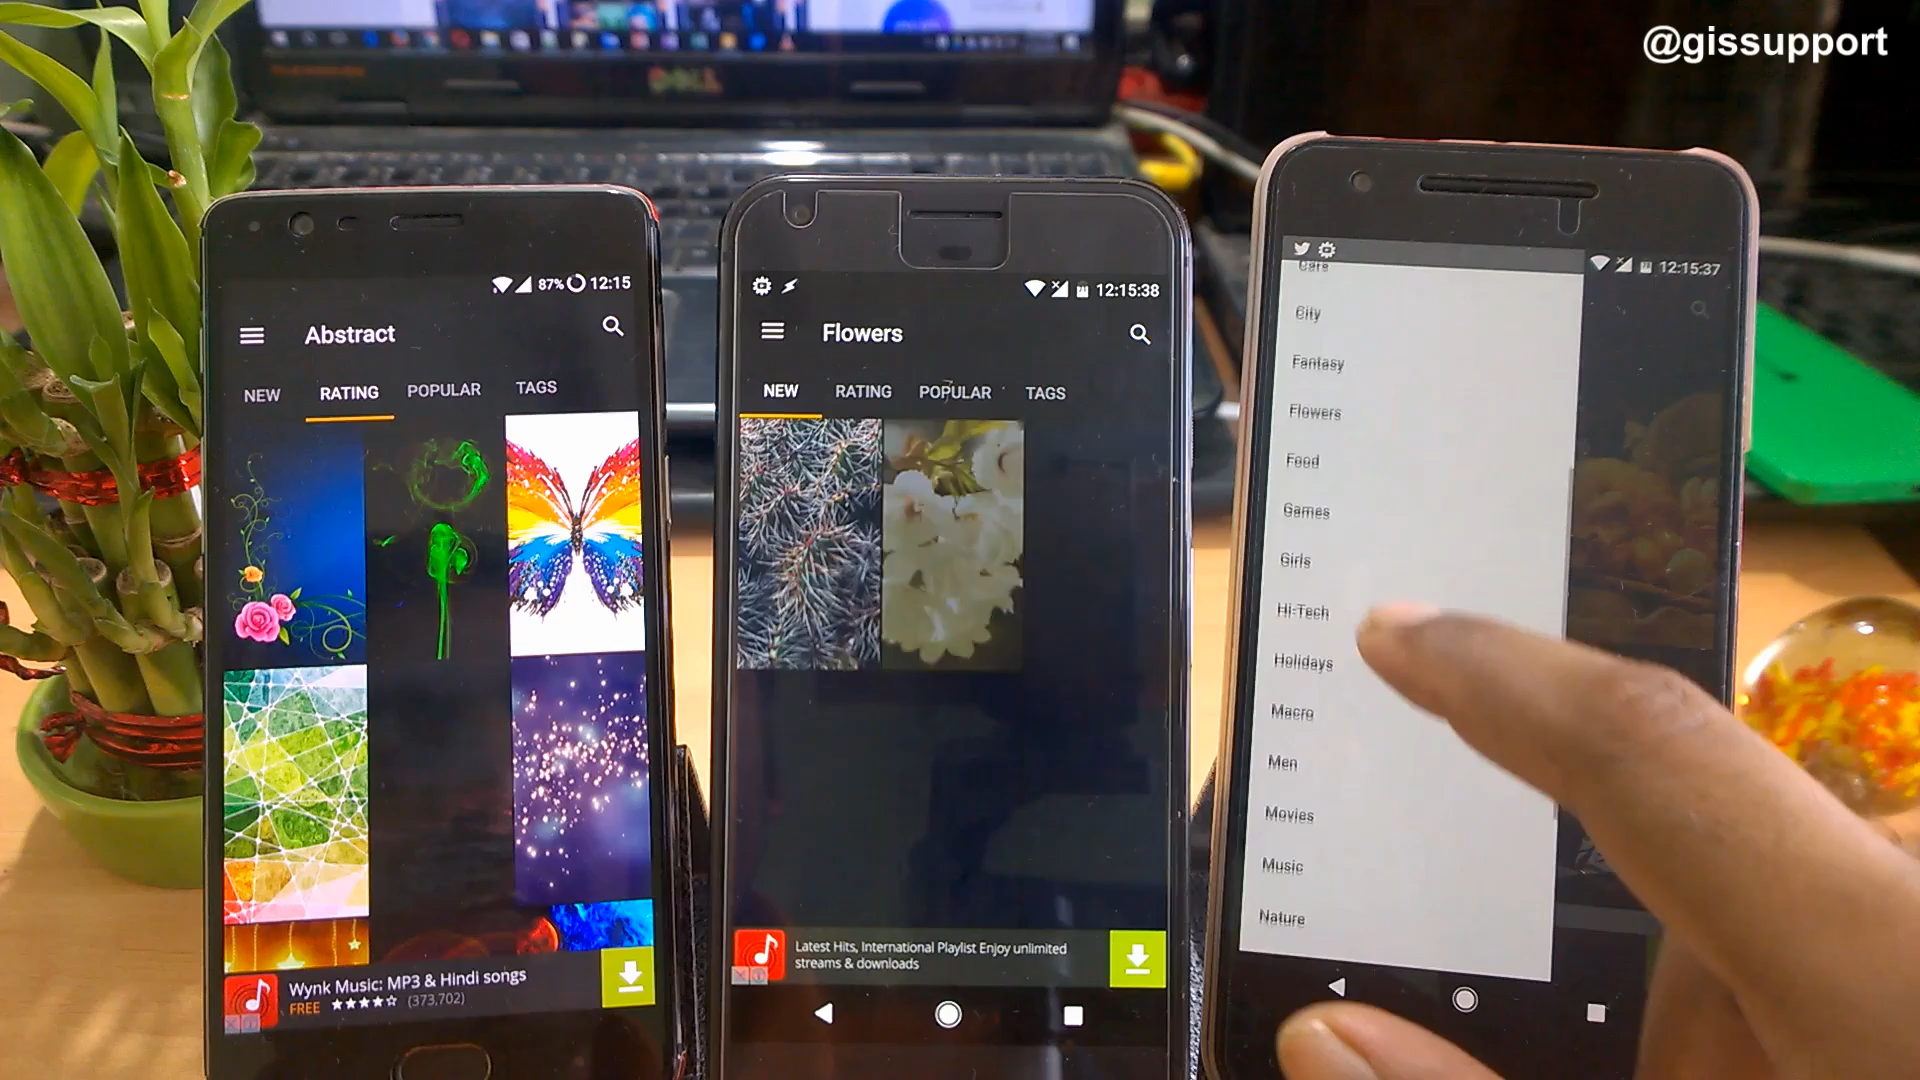 @gissupport
DELL
87% 12:15
Abstract
NEW RATING POPULAR TAGS
Wynk Music: MP3 & Hindi songs
FREE (373,702)
12:15:38
Flowers
NEW RATING POPULAR TAGS
Latest Hits, International Playlist Enjoy unlimited
streams & downloads
12:15:37
Cars
City
Fantasy
Flowers
Food
Games
Girls
Hi-Tech
Holidays
Macro
Men
Movies
Music
Nature